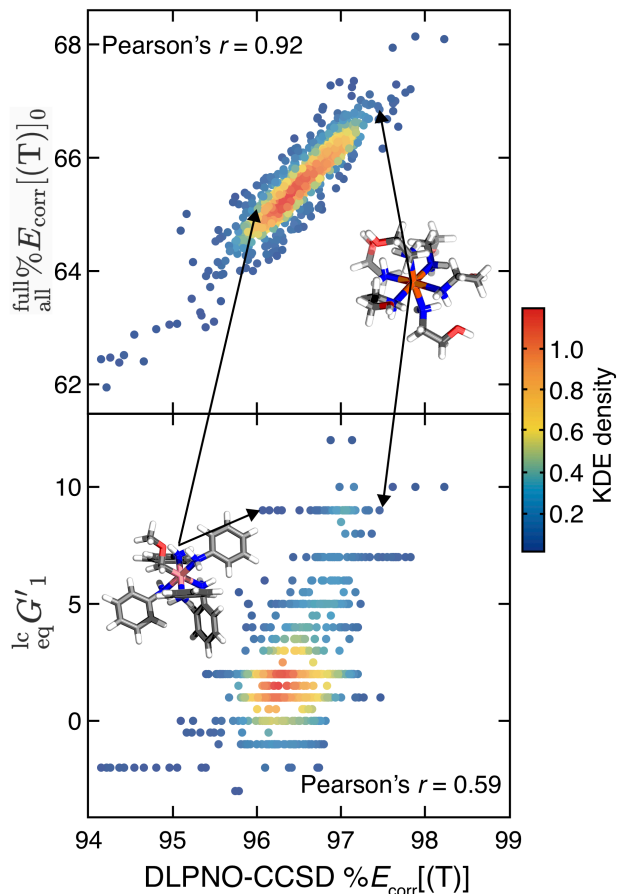 Pearson's r = 0.92
68
66
64
62
full all %E corr [(T)] 0
1.0
0.8
0.6
0.4
0.2
KDE density
10
5
0
lc eq G′ 1
Pearson's r = 0.59
94 95 96 97 98 99
DLPNO-CCSD %E corr [(T)]